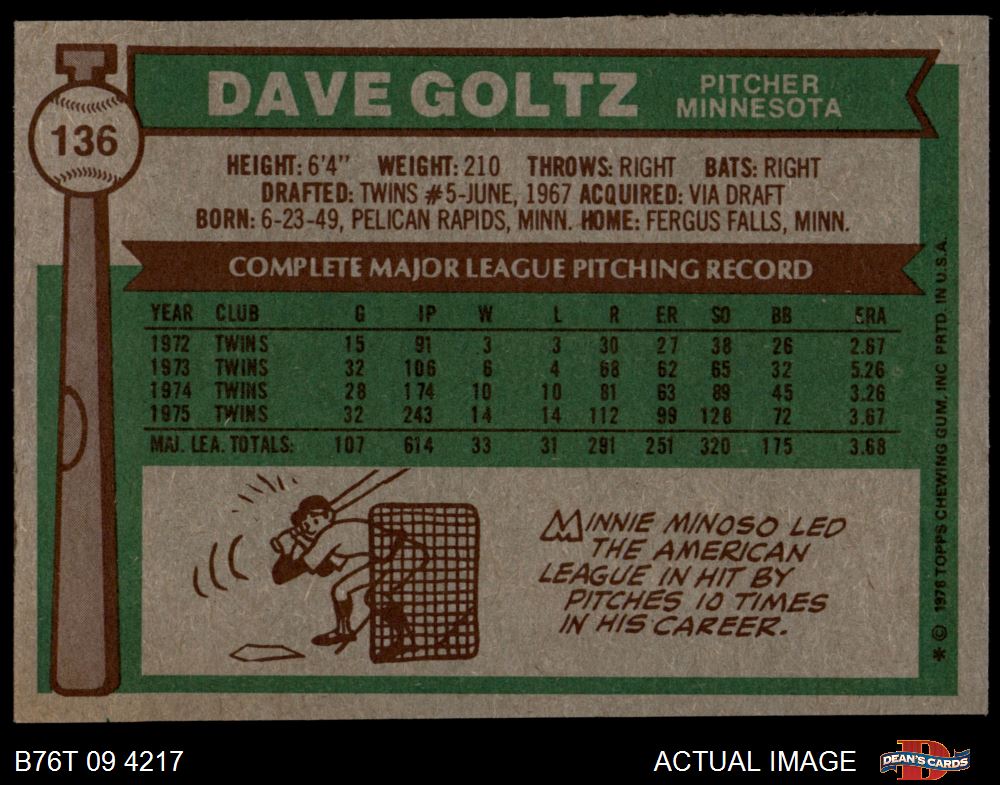 136
DAVE GOLTZ
PITCHER
MINNESOTA
HEIGHT: 6'4" WEIGHT: 210 THROWS: RIGHT BATS: RIGHT
DRAFTED: TWINS #5-JUNE, 1967 ACQUIRED: VIA DRAFT
BORN: 6-23-49, PELICAN RAPIDS, MINN. HOME: FERGUS FALLS, MINN.
COMPLETE MAJOR LEAGUE PITCHING RECORD
YEAR CLUB G IP W L R ER SO BB ERA
1972 TWINS 15 91 3 3 30 27 38 26 2.67
1973 TWINS 32 106 6 4 68 62 65 32 5.26
1974 TWINS 28 174 10 10 81 63 89 45 3.26
1975 TWINS 32 243 14 14 112 99 128 72 3.67
MAJ. LEA. TOTALS: 107 614 33 31 291 251 320 175 3.68
MINNIE MINOSO LED
THE AMERICAN
LEAGUE IN HIT BY
PITCHES 10 TIMES
IN HIS CAREER.
* © 1976 TOPPS CHEWING GUM, INC PRTD. IN U.S.A.
B76T 09 4217
ACTUAL IMAGE
D
DEAN'S CARDS